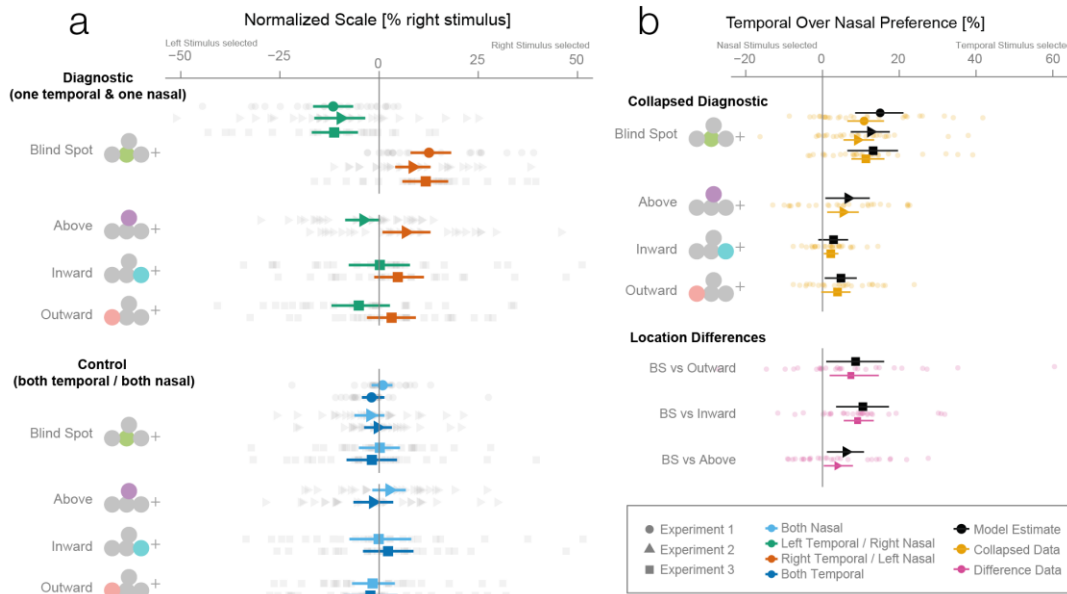 a
Normalized Scale [% right stimulus]
Left Stimulus selected
Right Stimulus selected
−50 −25 0 25 50
Diagnostic
(one temporal & one nasal)
Blind Spot
+
Above
+
Inward
+
Outward
+
Control
(both temporal / both nasal)
Blind Spot
+
Above
+
Inward
+
Outward
+
b
Temporal Over Nasal Preference [%]
Nasal Stimulus selected
Temporal Stimulus selecte
−20 0 20 40 60
Collapsed Diagnostic
Blind Spot
+
Above
+
Inward
+
Outward
+
Location Differences
BS vs Outward
BS vs Inward
BS vs Above
Experiment 1
Experiment 2
Experiment 3
Both Nasal
Left Temporal / Right Nasal
Right Temporal / Left Nasal
Both Temporal
Model Estimate
Collapsed Data
Difference Data